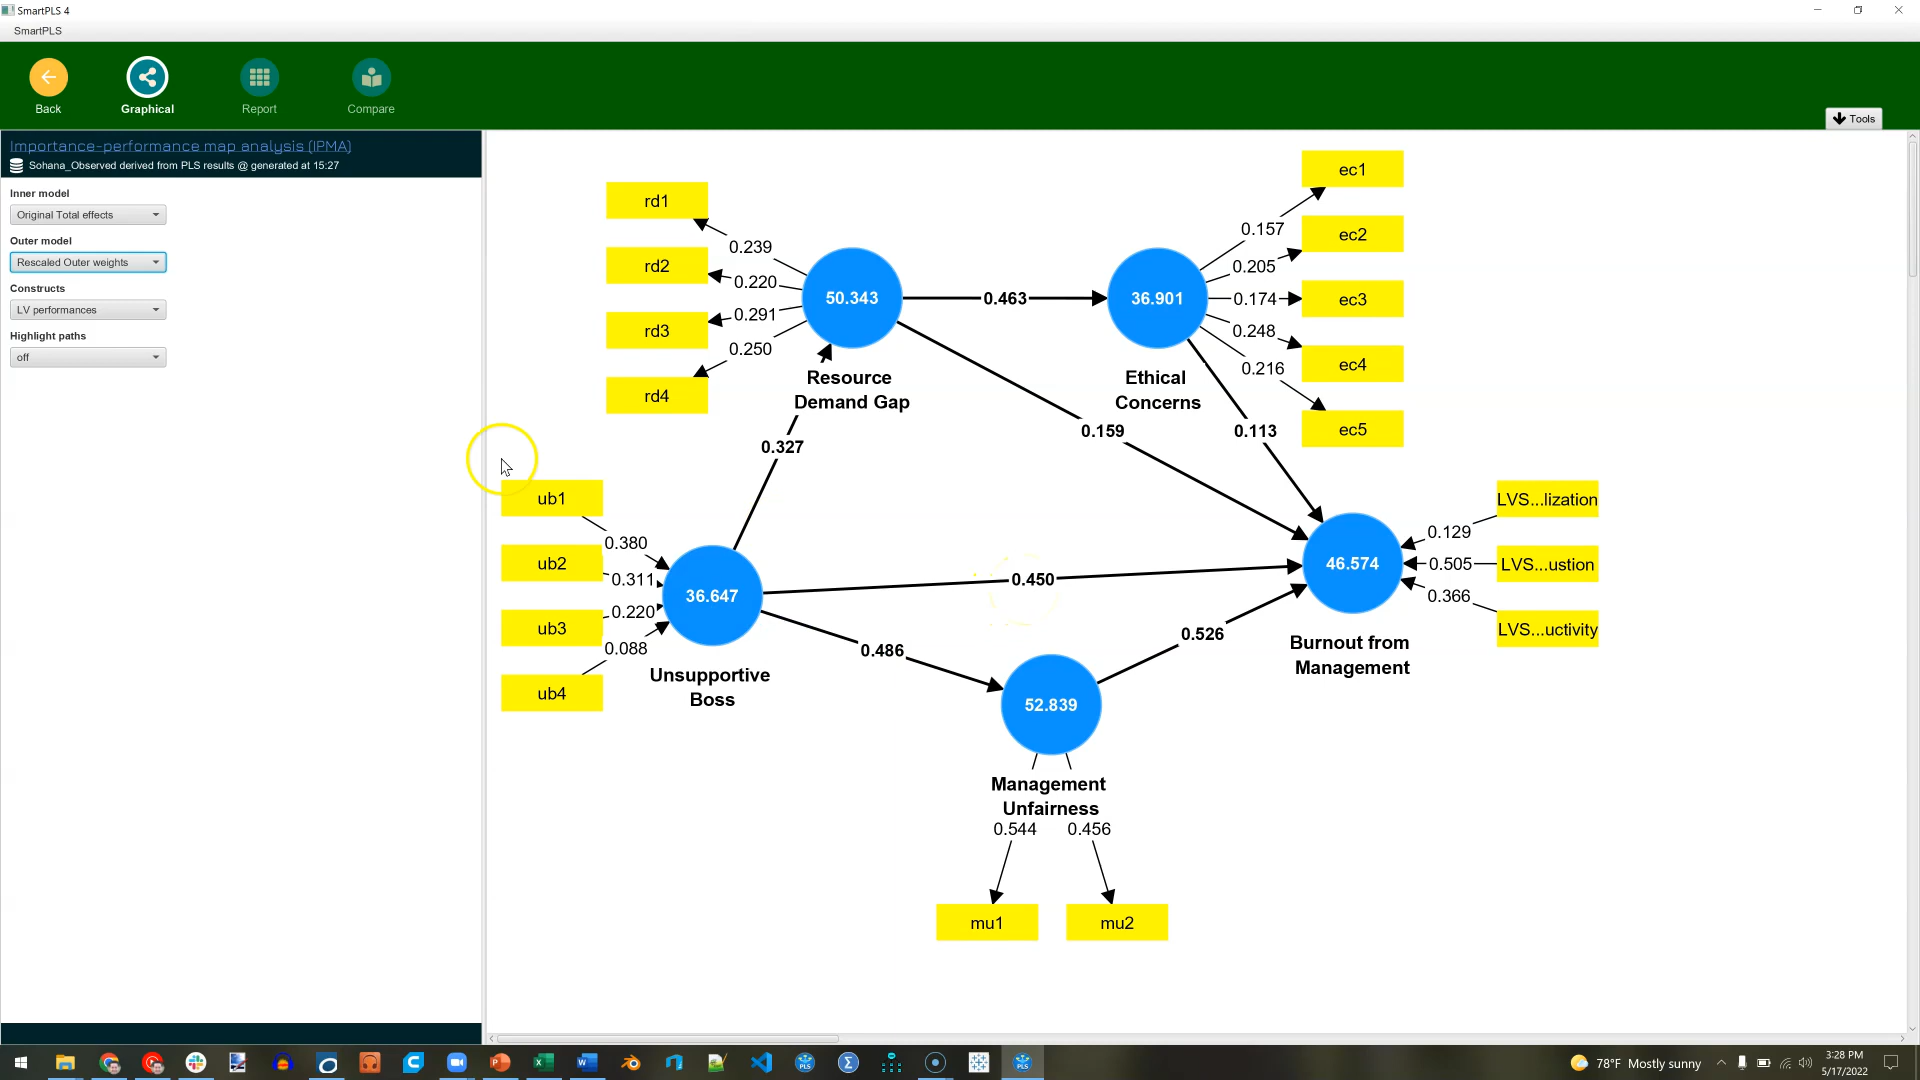 SmartPLS 4
SmartPLS
Back
Graphical
Report
Compare
Tools
Importance-performance map analysis (IPMA)
Sohana_Observed derived from PLS results @ generated at 15:27
Inner model
Original Total effects
Outer model
Rescaled Outer weights
Constructs
LV performances
Highlight paths
off
rd1
rd2
rd3
rd4
0.239
0.220
0.291
0.250
50.343
Resource
Demand Gap
0.463
36.901
Ethical
Concerns
0.157
0.205
0.174
0.248
0.216
ec1
ec2
ec3
ec4
ec5
0.327
0.159
0.113
ub1
ub2
ub3
ub4
0.380
0.311
0.220
0.088
36.647
Unsupportive
Boss
0.450
0.486
0.526
46.574
Burnout from
Management
0.129
0.505
0.366
LVS...lization
LVS...ustion
LVS...uctivity
52.839
Management
Unfairness
0.544 0.456
mu1
mu2
PLS
PLS
78°F Mostly sunny
3:28 PM
5/17/2022